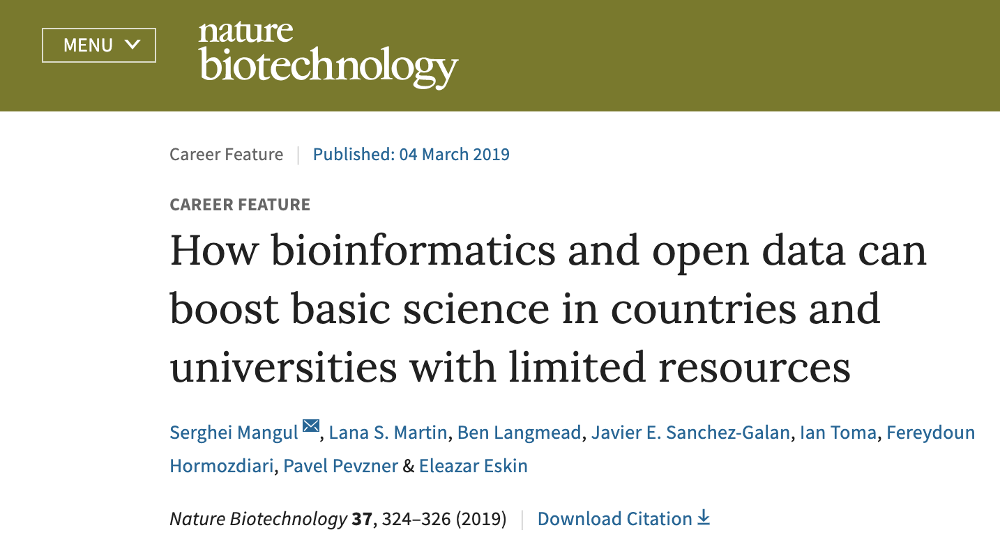 MENU
nature
biotechnology
Career Feature | Published: 04 March 2019
CAREER FEATURE
How bioinformatics and open data can
boost basic science in countries and
universities with limited resources
Serghei Mangul, Lana S. Martin, Ben Langmead, Javier E. Sanchez-Galan, Ian Toma, Fereydoun
Hormozdiari, Pavel Pevzner & Eleazar Eskin
Nature Biotechnology 37, 324–326 (2019) | Download Citation